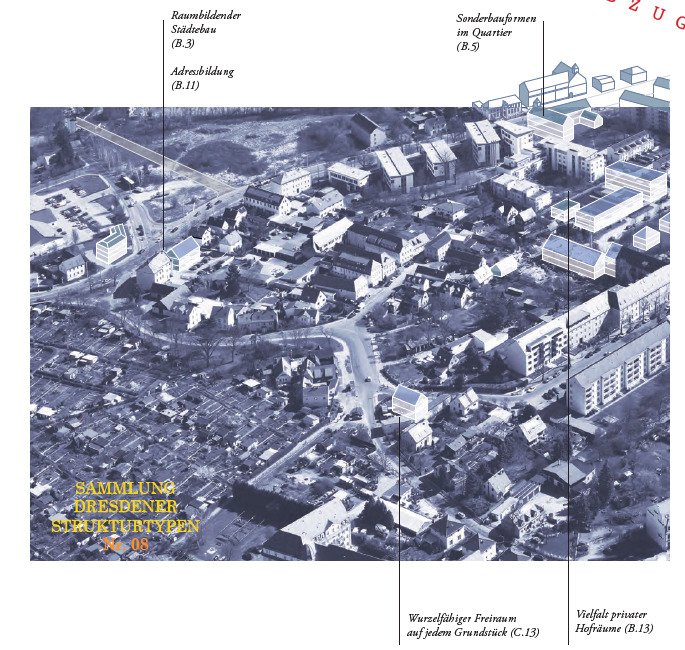 Raumbildender
Städtebau
(B.3)
Adressbildung
(B.11)
Sonderbauformen
im Quartier
(B.5)
Z U G
SAMMLUNG
DRESDENER
STRUKTURTYPEN
Nr. 08
Wurzelfähiger Freiraum
auf jedem Grundstück (C.13)
Vielfalt privater
Hofräume (B.13)